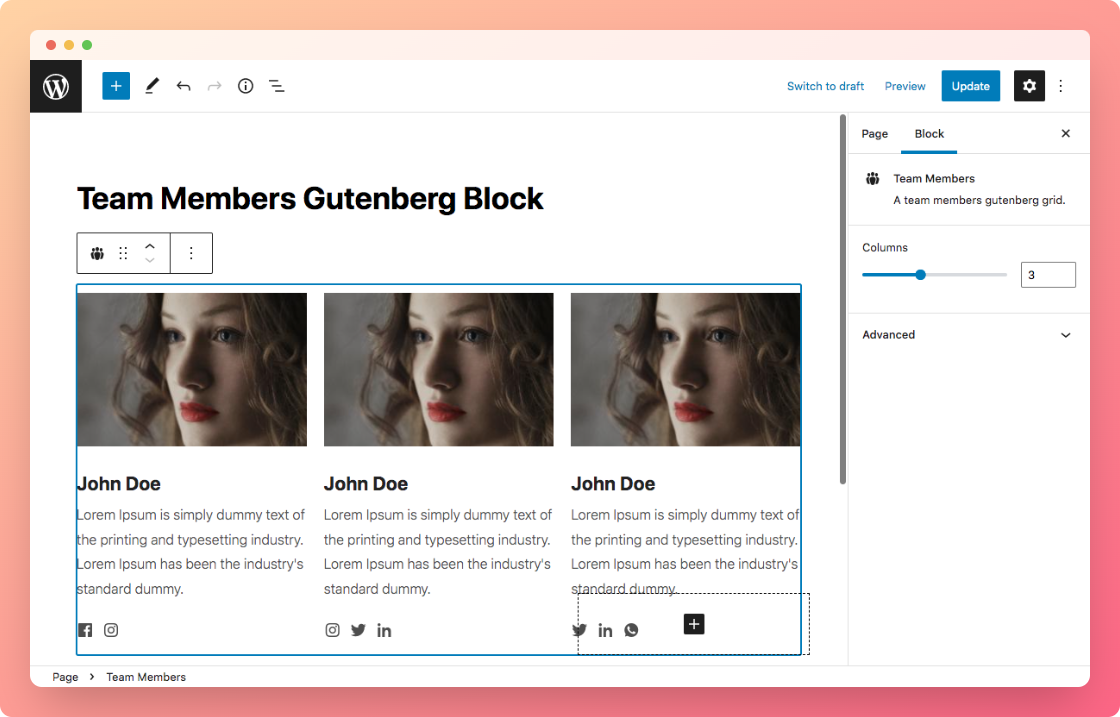 Switch to draft
Preview
Update
Page
Block
Team Members
A team members gutenberg grid.
Columns
3
Advanced
Team Members Gutenberg Block
John Doe
Lorem Ipsum is simply dummy text of
the printing and typesetting industry.
Lorem Ipsum has been the industry's
standard dummy.
John Doe
Lorem Ipsum is simply dummy text of
the printing and typesetting industry.
Lorem Ipsum has been the industry's
standard dummy.
John Doe
Lorem Ipsum is simply dummy text of
the printing and typesetting industry.
Lorem Ipsum has been the industry's
standard dummy.
Page > Team Members